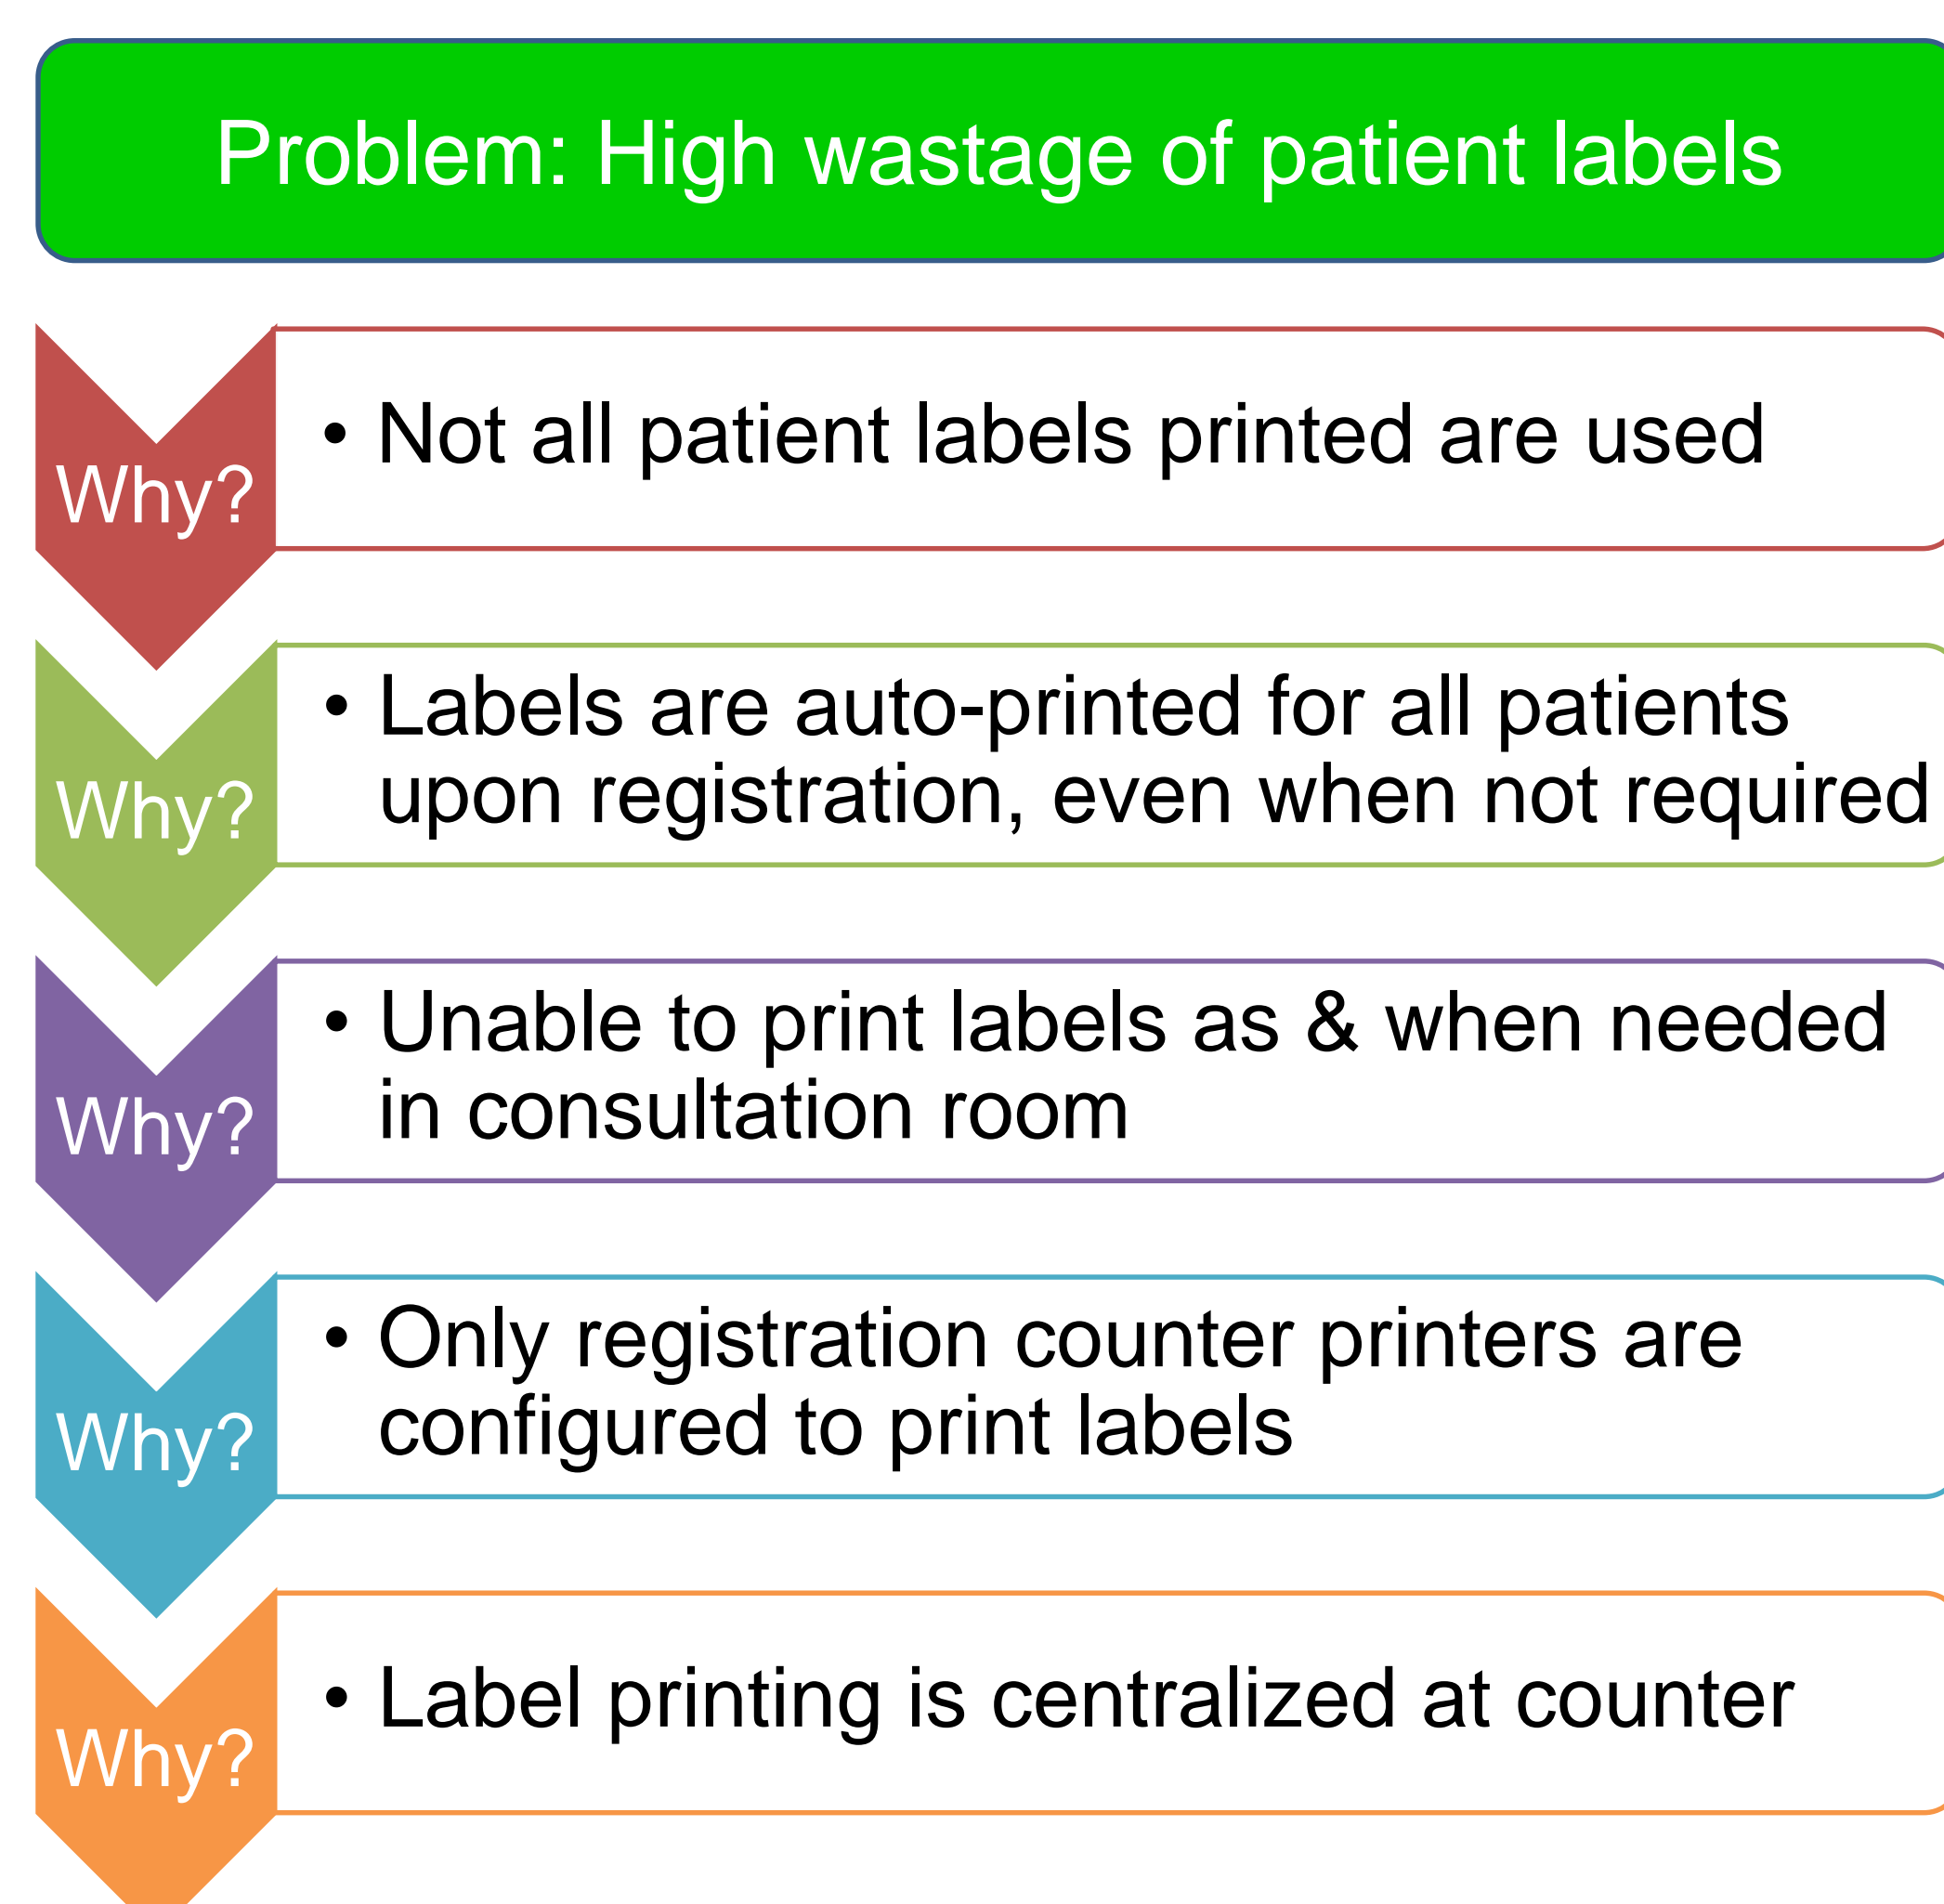 Problem: High wastage of patient labels
Why?
• Not all patient labels printed are used
Why?
• Labels are auto-printed for all patients
upon registration, even when not required
Why?
• Unable to print labels as & when needed
in consultation room
Why?
• Only registration counter printers are
configured to print labels
Why?
• Label printing is centralized at counter